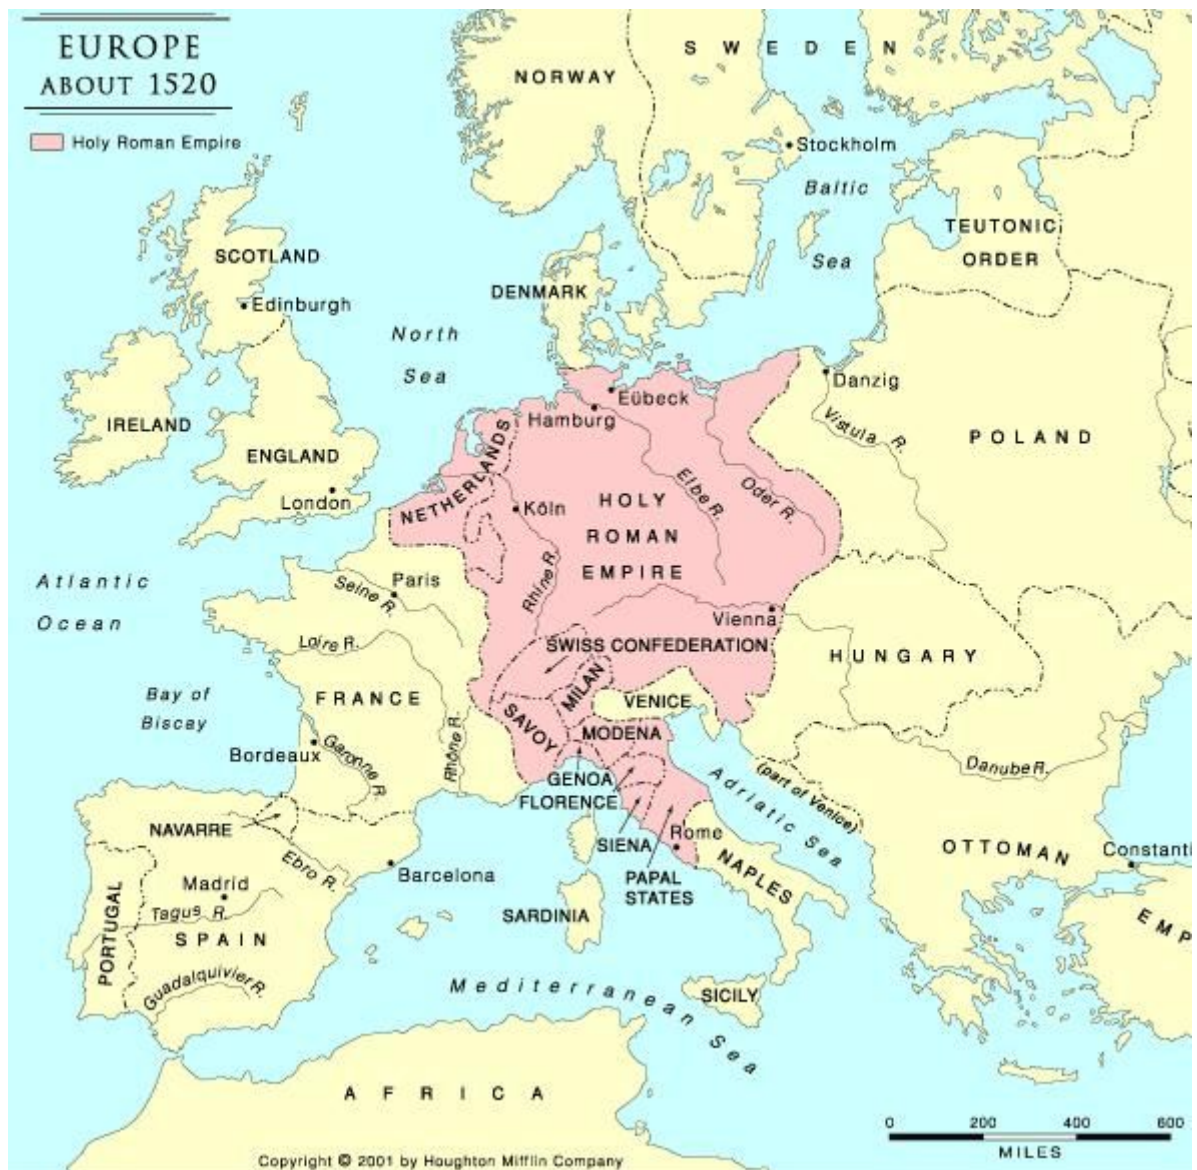 EUROPE
ABOUT 1520
Holy Roman Empire
NORWAY
SWEDEN
Stockholm
Baltic
Sea
TEUTONIC
ORDER
SCOTLAND
Edinburgh
DENMARK
North
Sea
IRELAND
ENGLAND
London
Eübeck
Hamburg
Danzig
Vistula R.
POLAND
NETHERLANDS
Köln
HOLY
ROMAN
EMPIRE
Elbe R.
Oder R.
Rhine R.
Atlantic
Ocean
Paris
Seine R.
Loire R.
Vienna
SWISS CONFEDERATION
HUNGARY
Bay of
Biscay
FRANCE
MILAN
SAVOY
VENICE
MODENA
Bordeaux
Garonne R.
Rhône R.
GENOA
FLORENCE
(part of Venice)
Adriatic Sea
Danube R.
NAVARRE
Ebro R.
Barcelona
SIENA
Rome
PAPAL
STATES
NAPLES
OTTOMAN
Constanti
EMP
Madrid
Tagus R.
PORTUGAL
SPAIN
Guadalquivier R.
SARDINIA
SICILY
Mediterranean Sea
AFRICA
0 200 400 600
MILES
Copyright © 2001 by Houghton Mifflin Company